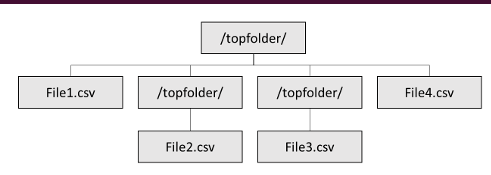 /topfolder/
File1.csv
/topfolder/
/topfolder/
File4.csv
File2.csv
File3.csv